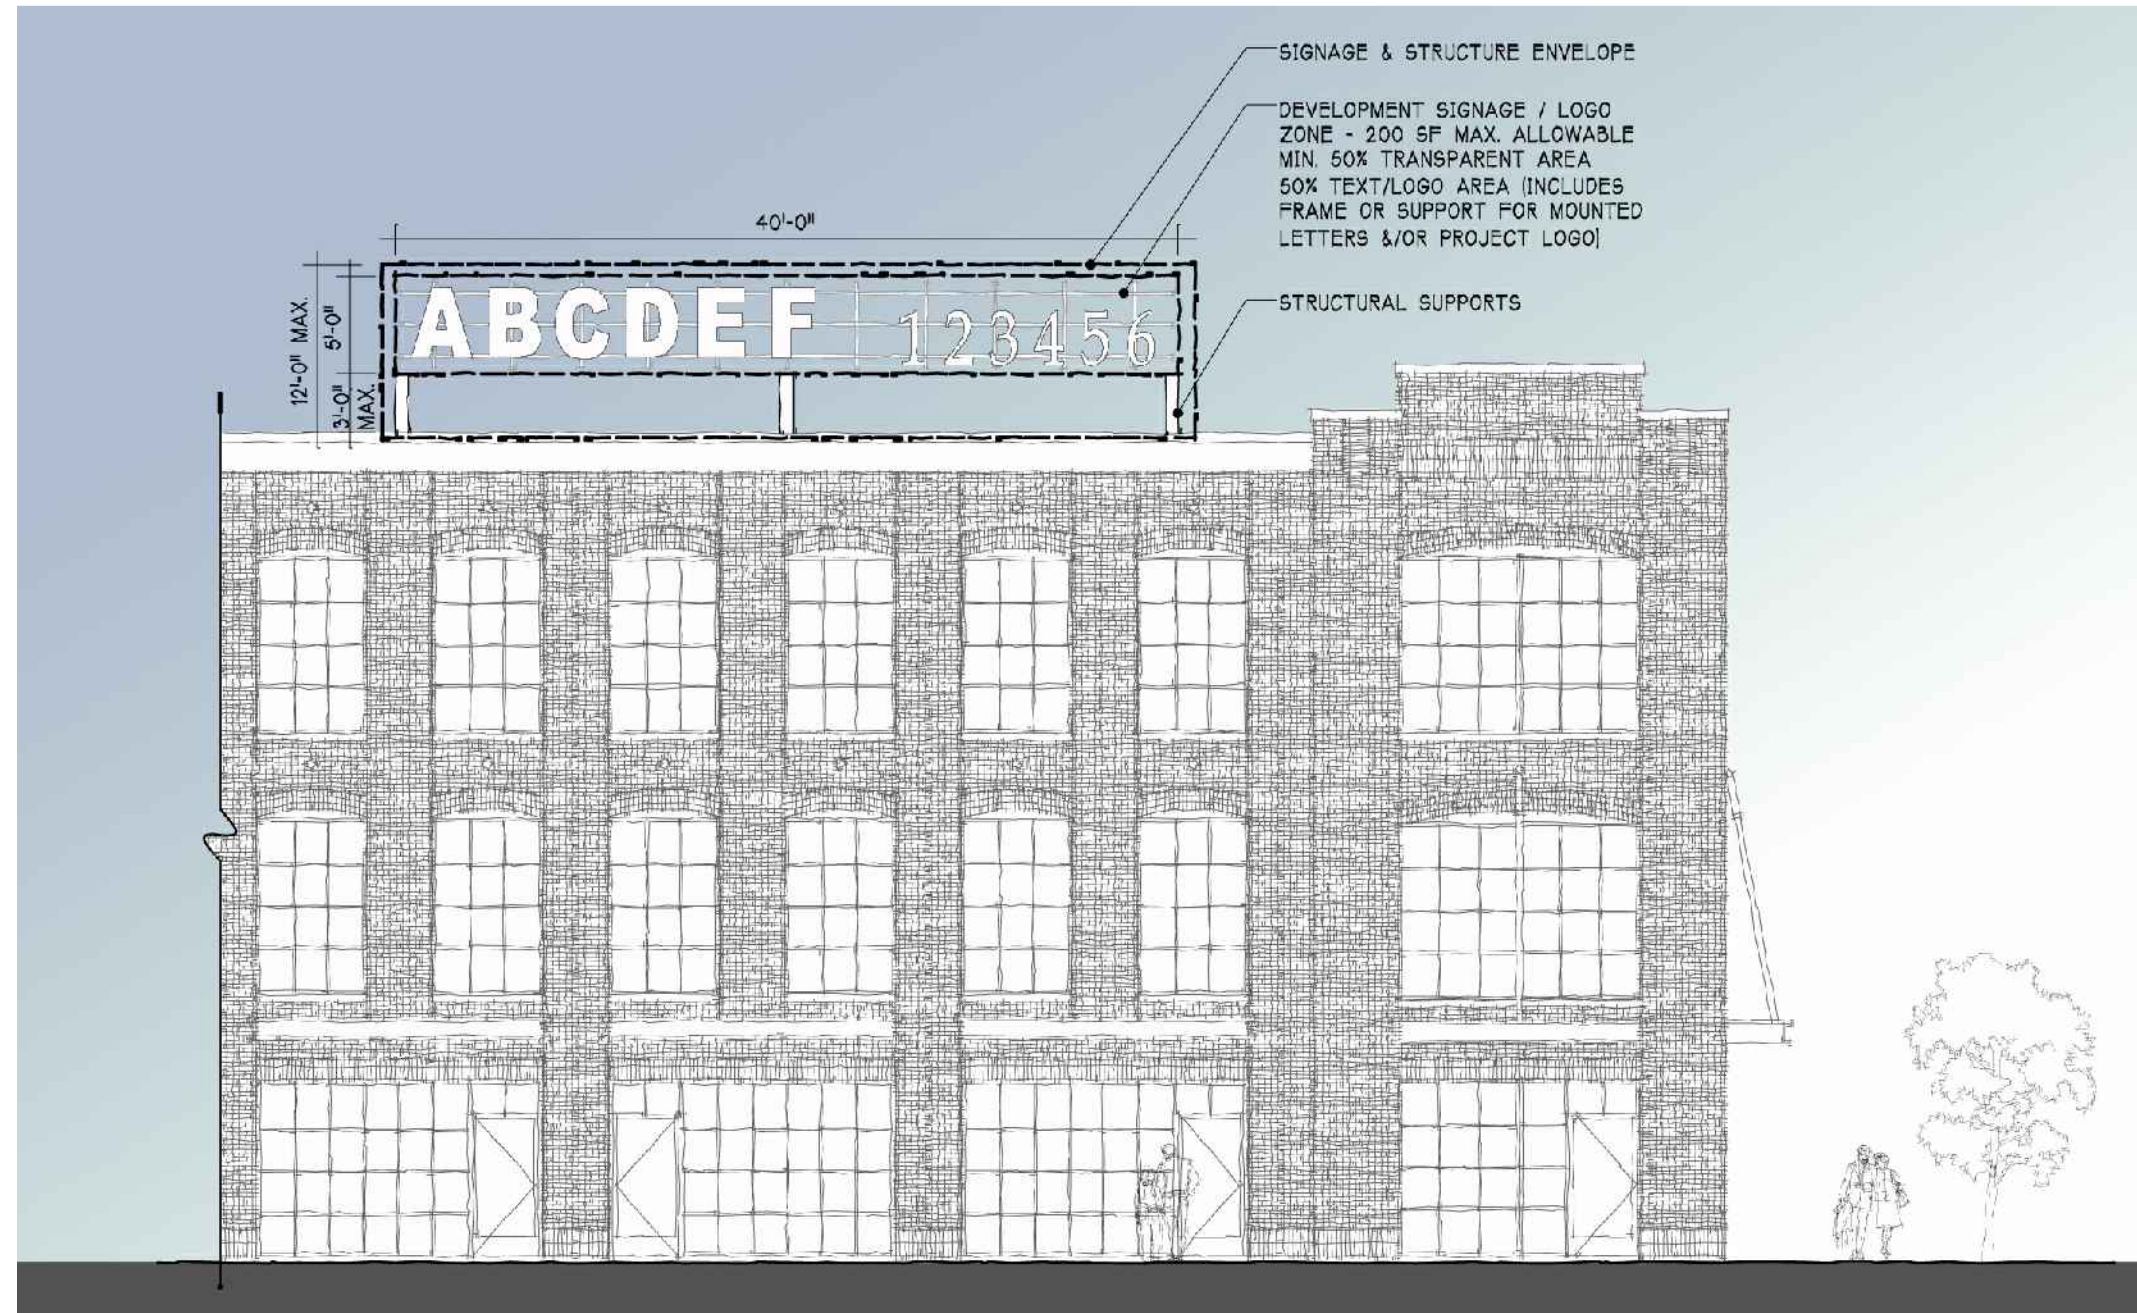 SIGNAGE & STRUCTURE ENVELOPE
DEVELOPMENT SIGNAGE / LOGO
ZONE - 200 SF MAX. ALLOWABLE
MIN. 50% TRANSPARENT AREA
50% TEXT/LOGO AREA (INCLUDES
FRAME OR SUPPORT FOR MOUNTED
LETTERS &/OR PROJECT LOGO)
STRUCTURAL SUPPORTS
40'-0"
12'-0" MAX.
5'-0"
3'-0"
MAX.
ABCDEF 123456